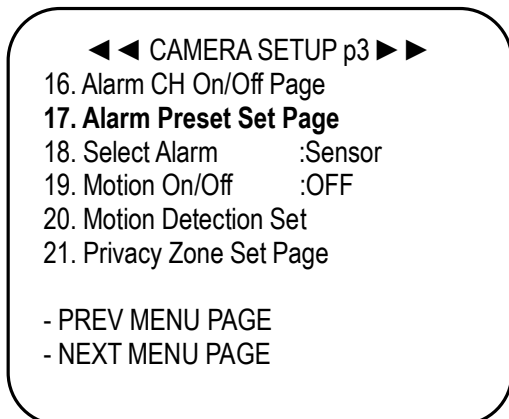 ◄ ◄ CAMERA SETUP p3 ► ►
16. Alarm CH On/Off Page
17. Alarm Preset Set Page
18. Select Alarm :Sensor
19. Motion On/Off :OFF
20. Motion Detection Set
21. Privacy Zone Set Page
- PREV MENU PAGE
- NEXT MENU PAGE